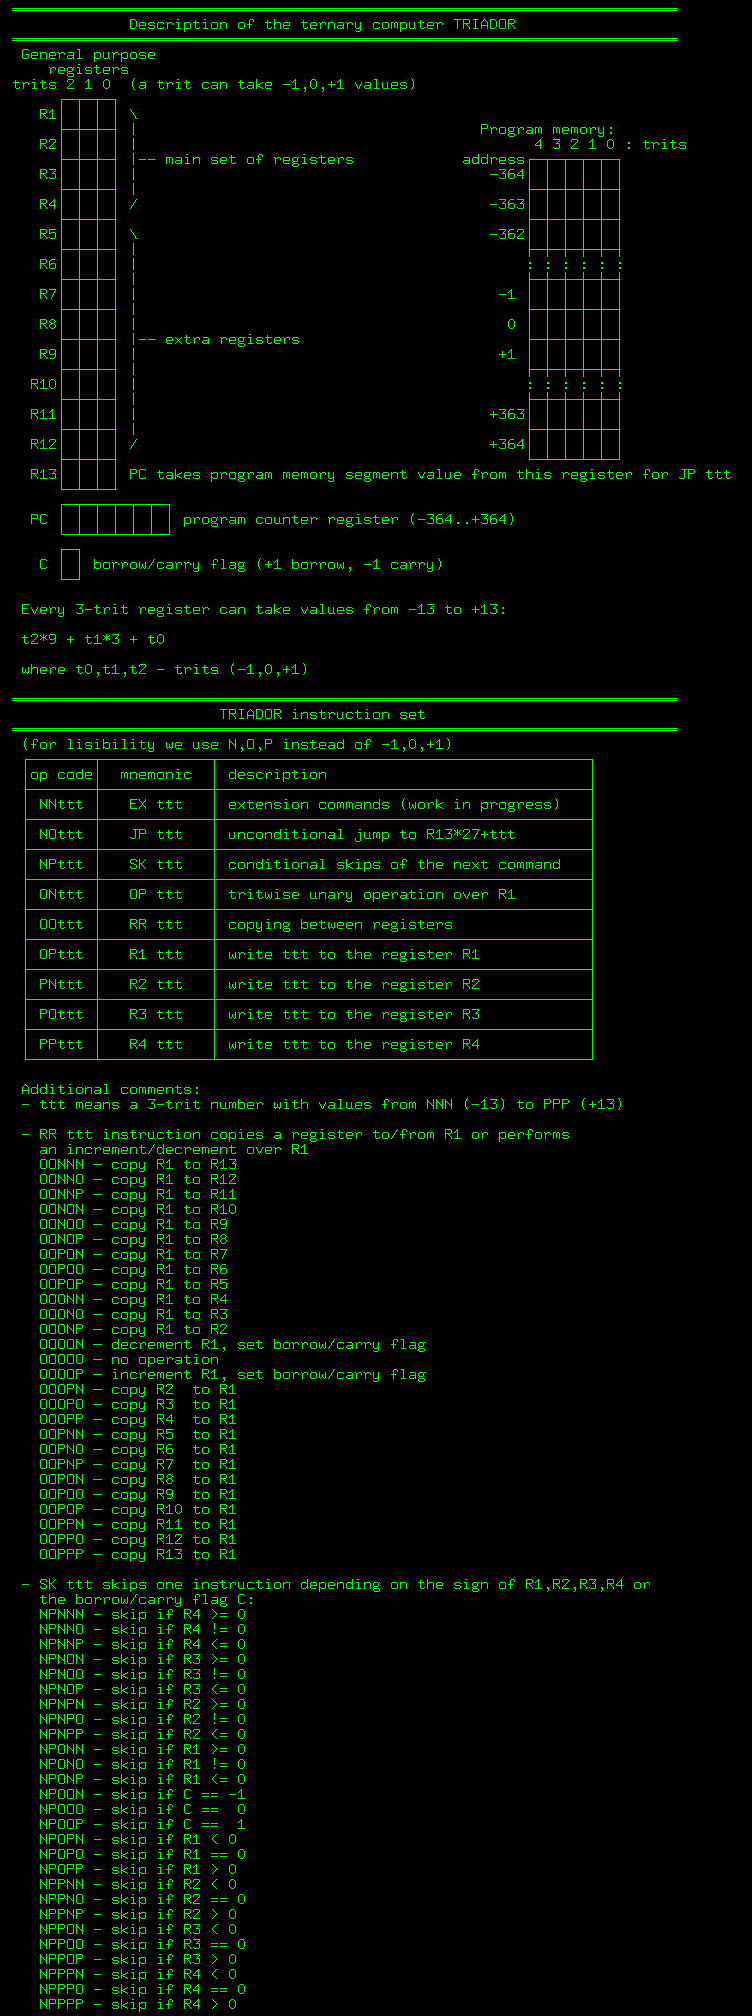 Description of the ternary computer TRIADOR
General purpose
registers
trits 2 1 0 (a trit can take -1,0,+1 values)
R1 \
Program memory:
R2 | 4 3 2 1 0 : trits
|-- main set of registers address
R3 | -364
R4 / -363
R5 \ -362
R6 | : : : : : :
R7 | -1
R8 | 0
|-- extra registers
R9 | +1
R10 | : : : : : :
R11 | +363
R12 / +364
R13 PC takes program memory segment value from this register for JP ttt
PC program counter register (-364..+364)
C borrow/carry flag (+1 borrow, -1 carry)
Every 3-trit register can take values from -13 to +13:
t2*9 + t1*3 + t0
where t0,t1,t2 - trits (-1,0,+1)
TRIADOR instruction set
(for lisibility we use N,O,P instead of -1,0,+1)
op code mnemonic description
NNttt EX ttt extension commands (work in progress)
NOttt JP ttt unconditional jump to R13*27+ttt
NPttt SK ttt conditional skips of the next command
ONttt OP ttt tritwise unary operation over R1
OOttt RR ttt copying between registers
OPttt R1 ttt write ttt to the register R1
PNttt R2 ttt write ttt to the register R2
POttt R3 ttt write ttt to the register R3
PPttt R4 ttt write ttt to the register R4
Additional comments:
- ttt means a 3-trit number with values from NNN (-13) to PPP (+13)
- RR ttt instruction copies a register to/from R1 or performs
an increment/decrement over R1
OONNN - copy R1 to R13
OONNO - copy R1 to R12
OONNP - copy R1 to R11
OONON - copy R1 to R10
OONOO - copy R1 to R9
OONOP - copy R1 to R8
OOPON - copy R1 to R7
OOPOO - copy R1 to R6
OOPOP - copy R1 to R5
OOONN - copy R1 to R4
OOONO - copy R1 to R3
OOONP - copy R1 to R2
OOOON - decrement R1, set borrow/carry flag
OOOOO - no operation
OOOOP - increment R1, set borrow/carry flag
OOOPN - copy R2 to R1
OOOPO - copy R3 to R1
OOOPP - copy R4 to R1
OOPNN - copy R5 to R1
OOPNO - copy R6 to R1
OOPNP - copy R7 to R1
OOPON - copy R8 to R1
OOPOO - copy R9 to R1
OOPOP - copy R10 to R1
OOPPN - copy R11 to R1
OOPPO - copy R12 to R1
OOPPP - copy R13 to R1
- SK ttt skips one instruction depending on the sign of R1,R2,R3,R4 or
the borrow/carry flag C:
NPNNN - skip if R4 >= 0
NPNNO - skip if R4 != 0
NPNNP - skip if R4 <= 0
NPNON - skip if R3 >= 0
NPNOO - skip if R3 != 0
NPNOP - skip if R3 <= 0
NPNPN - skip if R2 >= 0
NPNPO - skip if R2 != 0
NPNPP - skip if R2 <= 0
NPONN - skip if R1 >= 0
NPONO - skip if R1 != 0
NPONP - skip if R1 <= 0
NPOON - skip if C == -1
NPOOO - skip if C == 0
NPOOP - skip if C == 1
NPOPN - skip if R1 < 0
NPOPO - skip if R1 == 0
NPOPP - skip if R1 > 0
NPPNN - skip if R2 < 0
NPPNO - skip if R2 == 0
NPPNP - skip if R2 > 0
NPPON - skip if R3 < 0
NPPOO - skip if R3 == 0
NPPOP - skip if R3 > 0
NPPPN - skip if R4 < 0
NPPPO - skip if R4 == 0
NPPPP - skip if R4 > 0